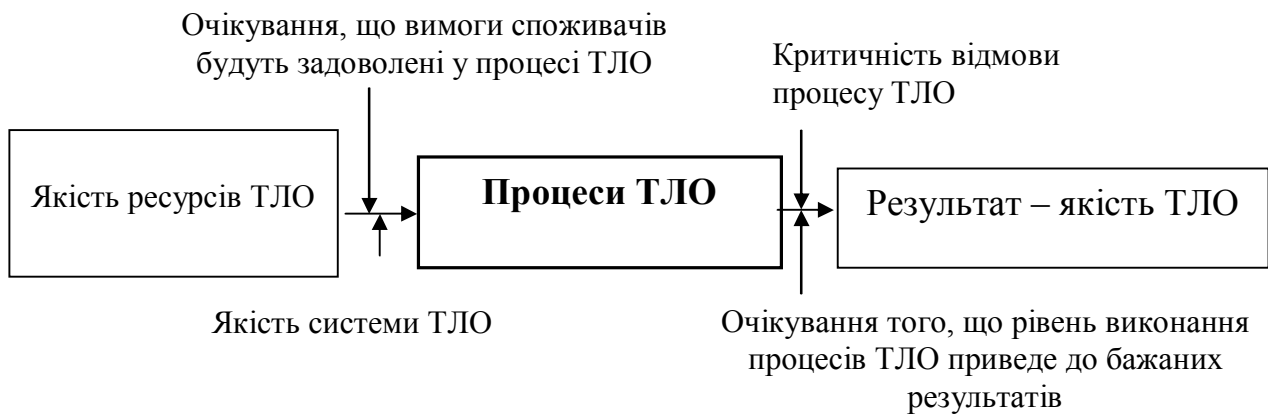 Очікування, що вимоги споживачів
будуть задоволені у процесі ТЛО
Критичність відмови
процесу ТЛО
Якість ресурсів ТЛО
Процеси ТЛО
Результат – якість ТЛО
Якість системи ТЛО
Очікування того, що рівень виконання
процесів ТЛО приведе до бажаних
результатів